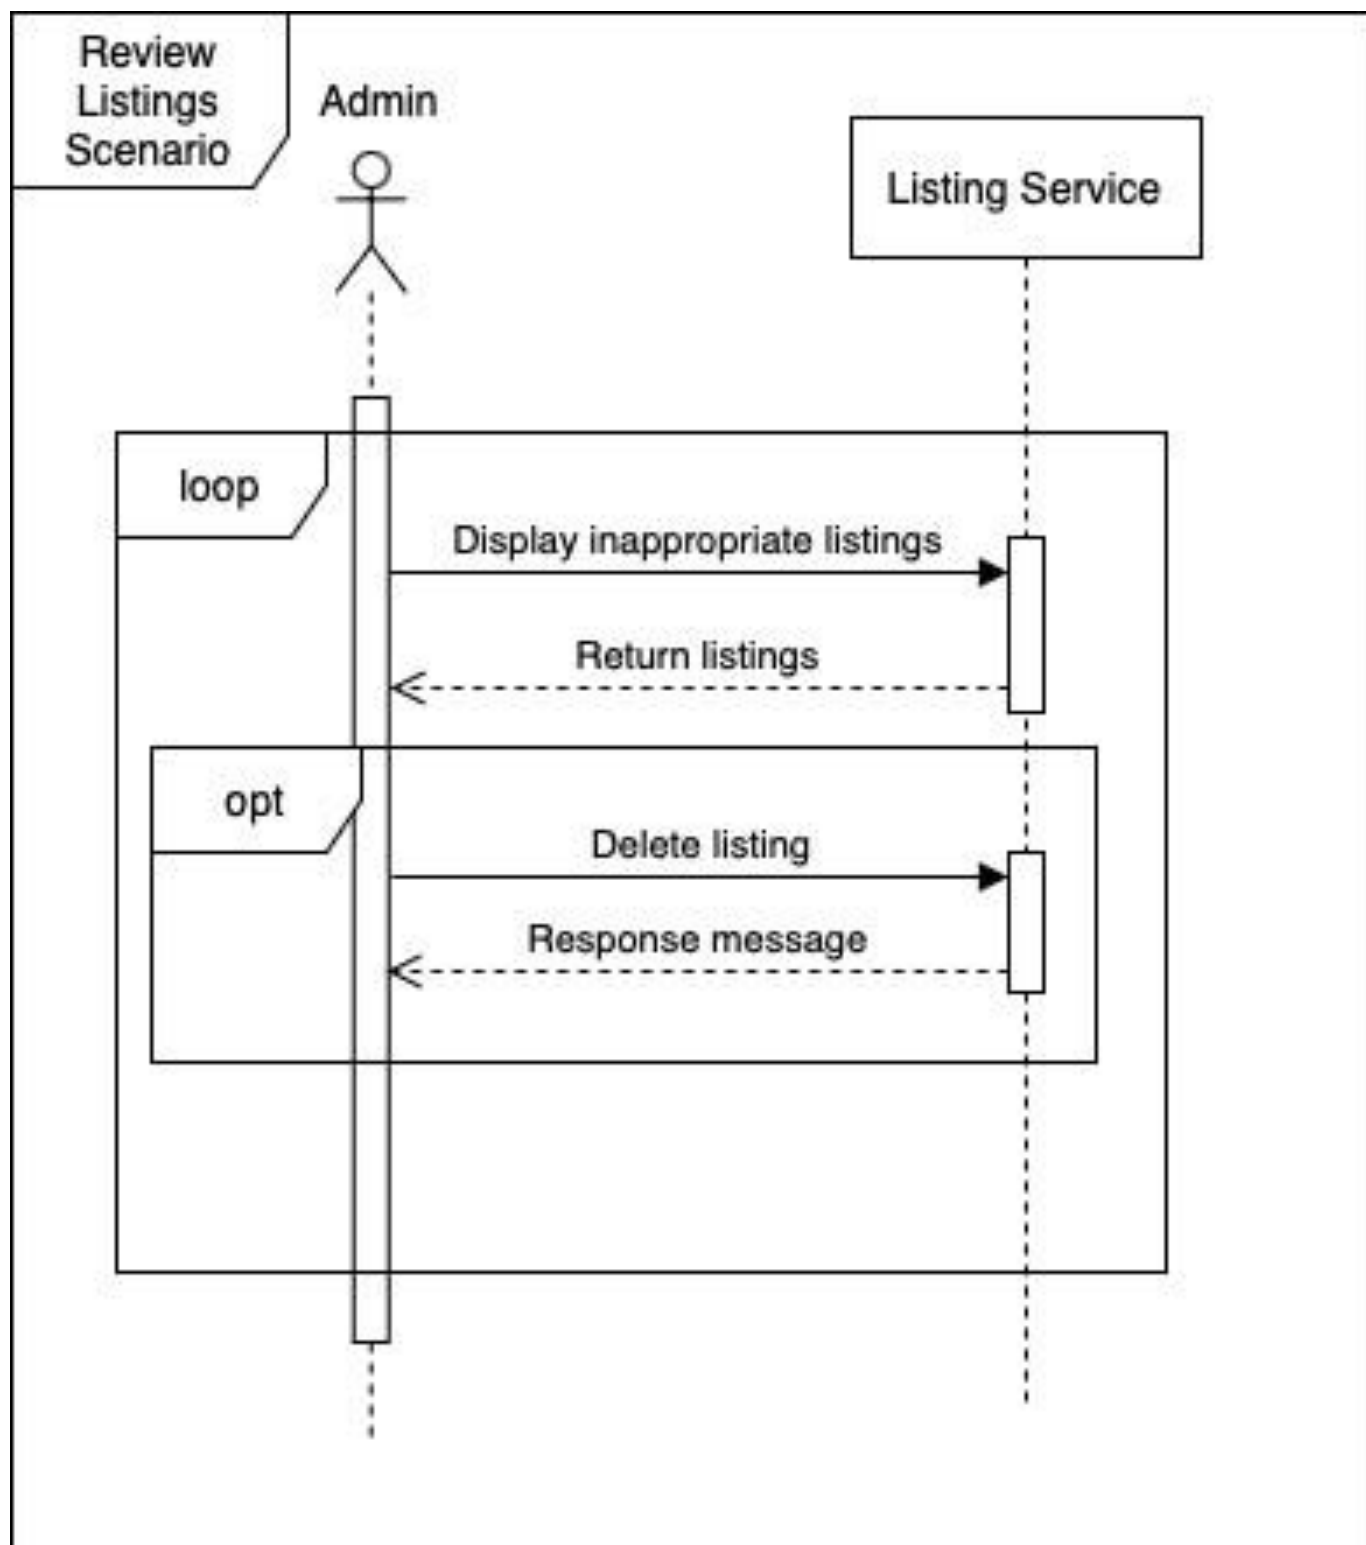 Review
Listings
Scenario
Admin
Listing Service
loop
Display inappropriate listings
Return listings
opt
Delete listing
Response message